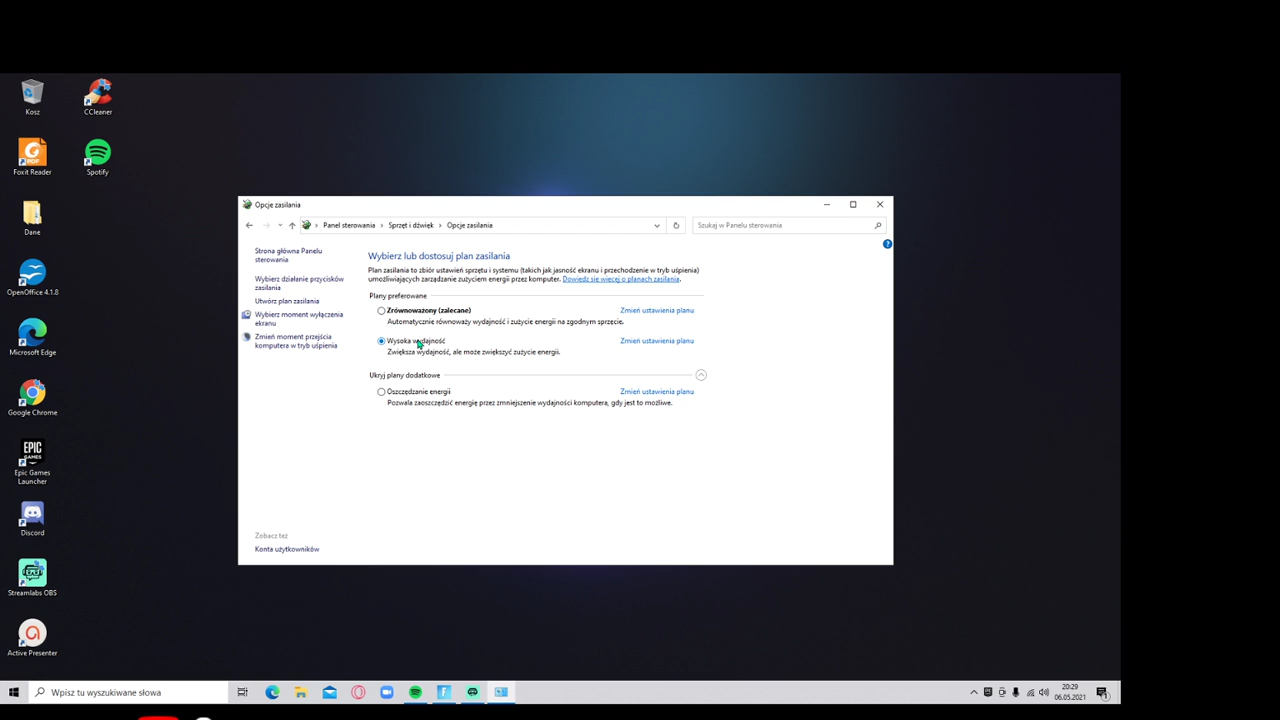 Kosz
CCleaner
Foxit Reader
Spotify
Dane
OpenOffice 4.1.8
Microsoft Edge
Google Chrome
Epic Games
Launcher
Discord
Streamlabs OBS
Active Presenter
Opcje zasilania
Panel sterowania > Sprzęt i dźwięk > Opcje zasilania
Szukaj w Panelu sterowania
Strona główna Panelu
sterowania
Wybierz działanie przycisków
zasilania
Utwórz plan zasilania
Wybierz moment wyłączenia
ekranu
Zmień moment przejścia
komputera w tryb uśpienia
Wybierz lub dostosuj plan zasilania
Plan zasilania to zbiór ustawień sprzętu i systemu (takich jak jasność ekranu i przechodzenie w tryb uśpienia)
umożliwiających zarządzanie zużyciem energii przez komputer. Dowiedz się więcej o planach zasilania.
Plany preferowane
Zrównoważony (zalecane) Zmień ustawienia planu
Automatycznie równoważy wydajność i zużycie energii na zgodnym sprzęcie.
Wysoka wydajność Zmień ustawienia planu
Zwiększa wydajność, ale może zwiększyć zużycie energii.
Ukryj plany dodatkowe
Oszczędzanie energii Zmień ustawienia planu
Pozwala zaoszczędzić energię przez zmniejszenie wydajności komputera, gdy jest to możliwe.
Zobacz też
Konta użytkowników
Wpisz tu wyszukiwane słowa
20:29
06.05.2021